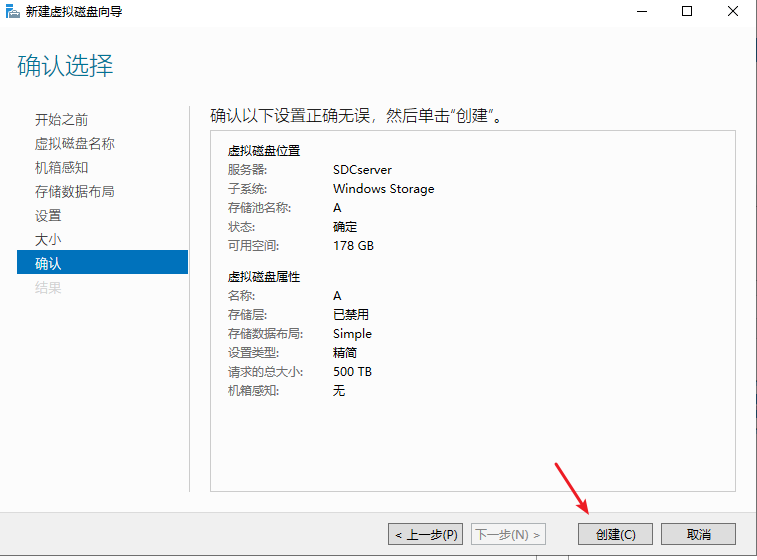 新建虚拟磁盘向导
确认选择
开始之前
虚拟磁盘名称
机箱感知
存储数据布局
设置
大小
确认
结果
确认以下设置正确无误，然后单击“创建”。
虚拟磁盘位置
服务器: SDCserver
子系统: Windows Storage
存储池名称: A
状态: 确定
可用空间: 178 GB
虚拟磁盘属性
名称: A
存储层: 已禁用
存储数据布局: Simple
设置类型: 精简
请求的总大小: 500 TB
机箱感知: 无
< 上一步(P) 下一步(N) > 创建(C) 取消